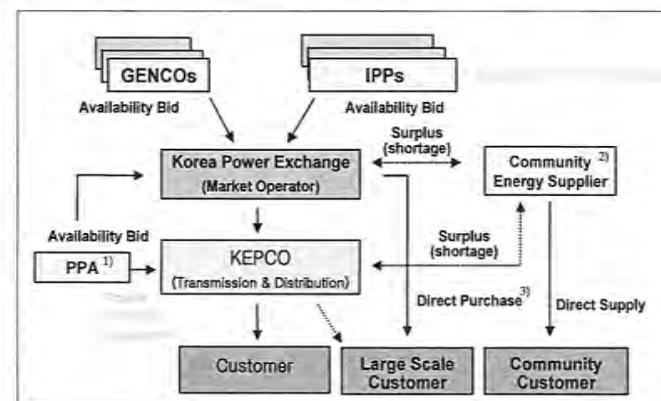 GENCOs
IPPs
Availability Bid
Availability Bid
Korea Power Exchange
(Market Operator)
Surplus
(shortage)
Community 2)
Energy Supplier
Availability Bid
PPA 1)
KEPCO
(Transmission & Distribution)
Surplus
(shortage)
Direct Purchase 3)
Direct Supply
Customer
Large Scale
Customer
Community
Customer